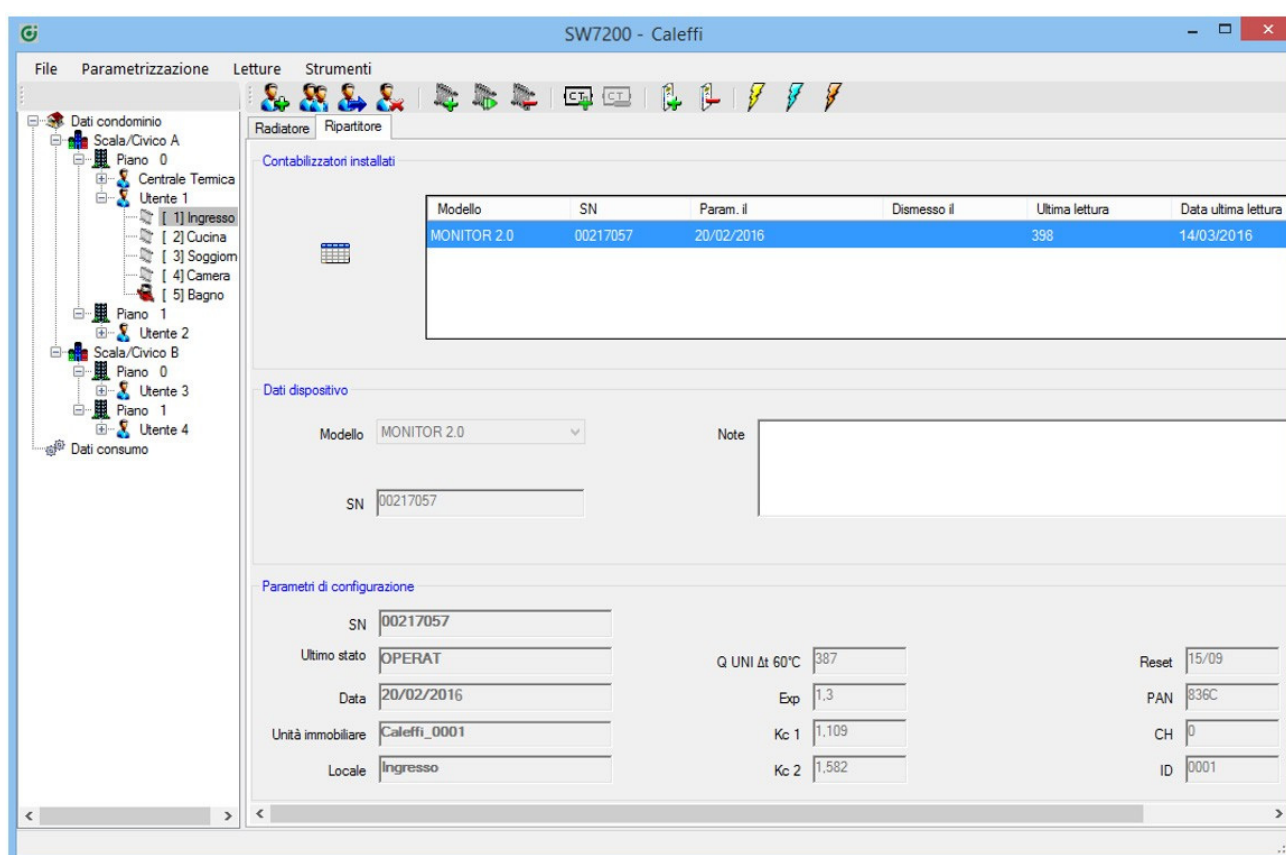 SW7200 - Caleffi
File Parametrizzazione Letture Strumenti
CT CT
Dati condominio
Scala/Civico A
Piano 0
Centrale Termica
Utente 1
[ 1] Ingresso
[ 2] Cucina
[ 3] Soggiorn
[ 4] Camera
[ 5] Bagno
Piano 1
Utente 2
Scala/Civico B
Piano 0
Utente 3
Piano 1
Utente 4
Dati consumo
Radiatore Ripartitore
Contabilizzatori installati
Modello SN Param. il Dismesso il Ultima lettura Data ultima lettura
MONITOR 2.0 00217057 20/02/2016 398 14/03/2016
Dati dispositivo
Modello MONITOR 2.0 Note
SN 00217057
Parametri di configurazione
SN 00217057
Ultimo stato OPERAT Q UNI Δt 60°C 387 Reset 15/09
Data 20/02/2016 Exp 1,3 PAN 836C
Unità immobiliare Caleffi_0001 Kc 1 1,109 CH 0
Locale Ingresso Kc 2 1,582 ID 0001